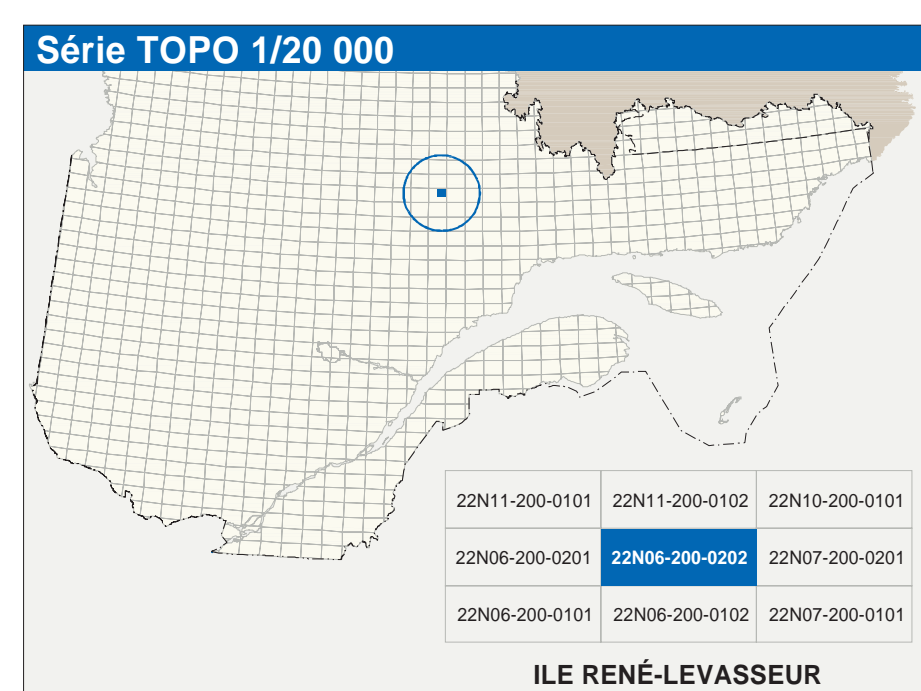 Série TOPO 1/20 000
22N11-200-0101 22N11-200-0102 22N10-200-0101
22N06-200-0201 22N06-200-0202 22N07-200-0201
22N06-200-0101 22N06-200-0102 22N07-200-0101
ILE RENÉ-LEVASSEUR